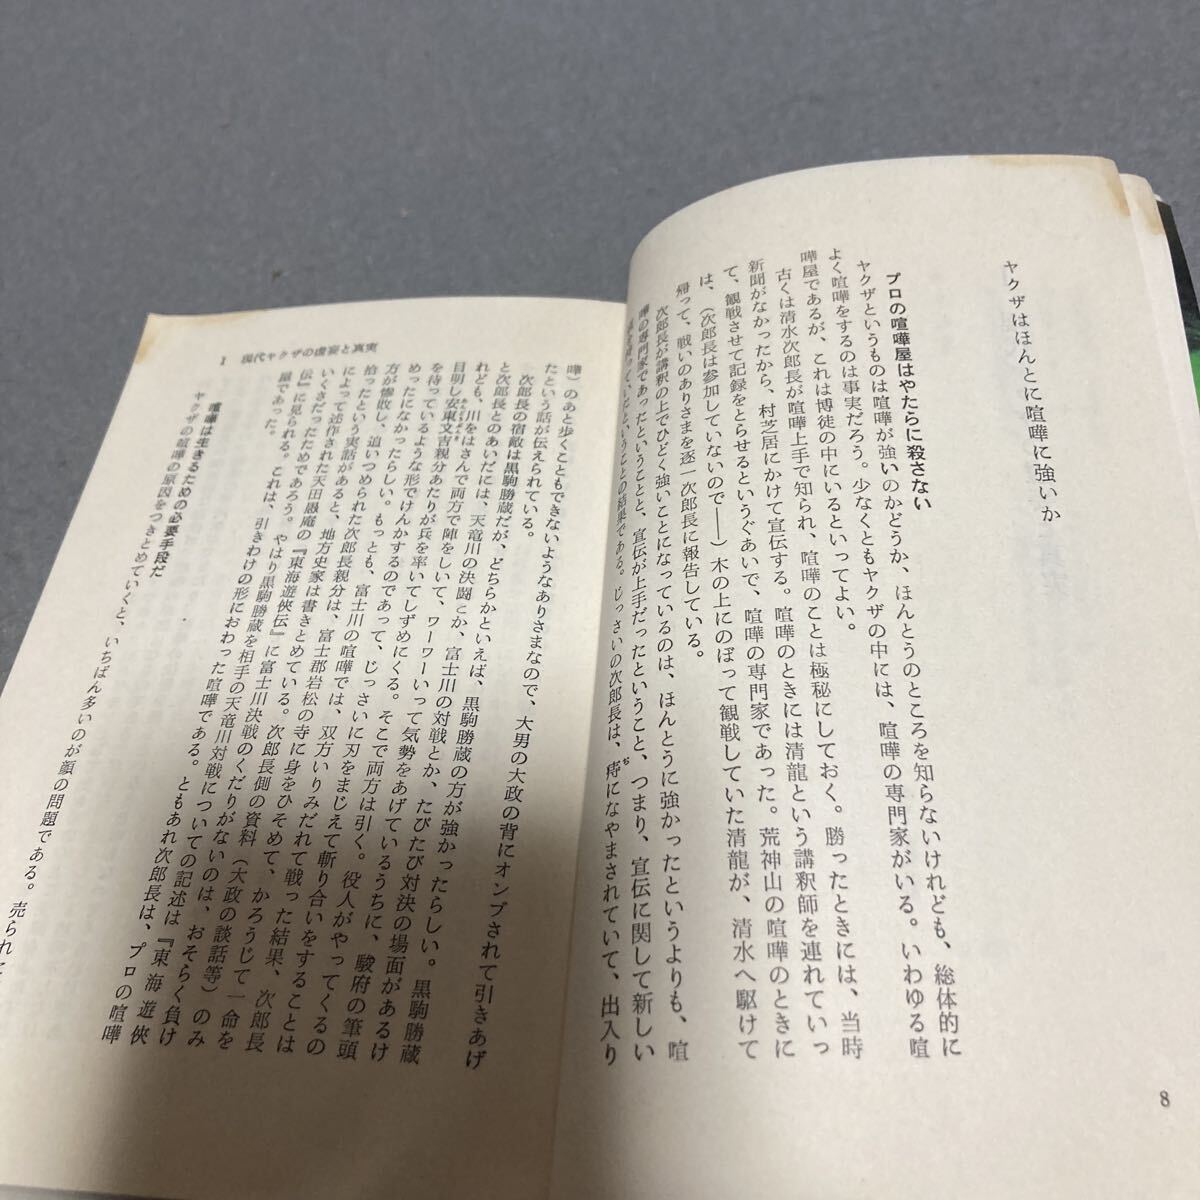 ヤクザはほんとに喧嘩に強いか
プロの喧嘩屋はやたらに殺さない
ヤクザというものは喧嘩が強いのかどうか、ほんとうのところを知らないけれども、総体的に
よく喧嘩をするのは事実だろう。少なくともヤクザの中には、喧嘩の専門家がいる。いわゆる喧
嘩屋であるが、これは博徒の中にいるといってよい。
古くは清水次郎長が喧嘩上手で知られ、喧嘩のことは極秘にしておく。勝ったときには、当時
新聞がなかったから、村芝居にかけて宣伝する。喧嘩のときには清龍という講釈師を連れていっ
て、観戦させて記録をとらせるというぐあいで、喧嘩の専門家であった。荒神山の喧嘩のときに
は、（次郎長は参加していないので――）木の上にのぼって観戦していた清龍が、清水へ駆けて
帰って、戦いのありさまを逐一次郎長に報告している。
次郎長が講釈の上でひどく強いことになっているのは、ほんとうに強かったというよりも、喧
嘩の専門家であったということと、宣伝が上手だったということ、つまり、宣伝に関して新しい
を持っていたということの結果である。じっさいの次郎長は、痔になやまされていて、出入り
8
I 現代ヤクザの虚妄と真実
嘩）のあと歩くこともできないようなありさまなので、大男の大政の背にオンブされて引きあげ
たという話が伝えられている。
次郎長の宿敵は黒駒勝蔵だが、どちらかといえば、黒駒勝蔵の方が強かったらしい。黒駒勝蔵
と次郎長とのあいだには、天竜川の決闘とか、富士川の対戦とか、たびたび対決の場面があるけ
れども、川をはさんで両方で陣をしいて、ワーワーいって気勢をあげているうちに、駿府の筆頭
目明し安東文吉親分あたりが兵を率いてしずめにくる。そこで両方は引く。役人がやってくるの
を待っているような形でけんかするのであって、じっさいに刃をまじえて斬り合いをすることは
めったになかったらしい。もっとも、富士川の喧嘩では、双方いりみだれて戦った結果、次郎長
方が惨敗し、追いつめられた次郎長親分は、富士郡岩松の寺に身をひそめて、かろうじて一命を
拾ったという実話があると、地方史家は書きとめている。次郎長側の資料（大政の談話等）のみ
によって述作された天田愚庵の『東海遊侠伝』に富士川決戦のくだりがないのは、おそらく負け
いくさだったためであろう。やはり黒駒勝蔵を相手の天竜川対戦についての記述は『東海遊侠
伝』に見られる。これは、引きわけの形におわった喧嘩である。ともあれ次郎長は、プロの喧嘩
屋であった。
喧嘩は生きるための必要手段だ
ヤクザの喧嘩の原因をつきとめていくと、いちばん多いのが顔の問題である。売られた